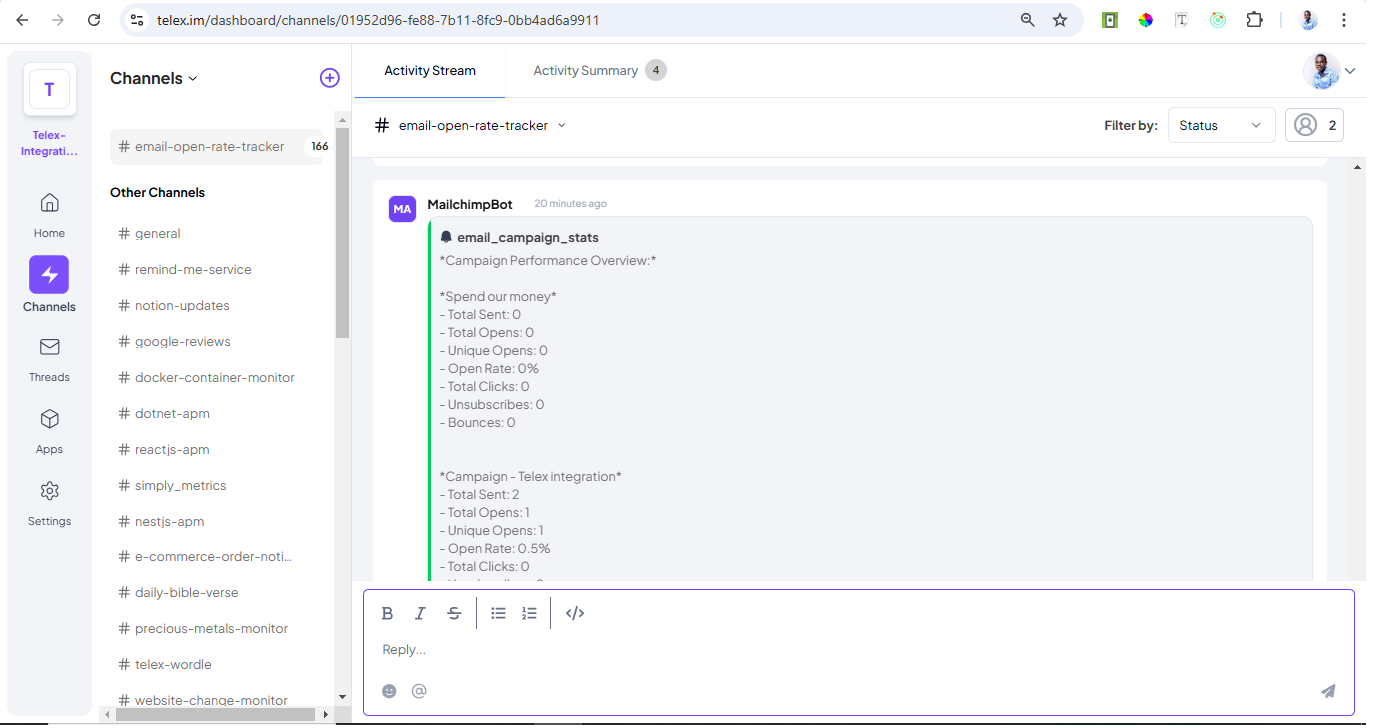 telex.im/dashboard/channels/01952d96-fe88-7b11-8fc9-0bb4ad6a9911
T
Telex-
Integrati...
Home
Channels
Threads
Apps
Settings
Channels
# email-open-rate-tracker 166
Other Channels
# general
# remind-me-service
# notion-updates
# google-reviews
# docker-container-monitor
# dotnet-apm
# reactjs-apm
# simply_metrics
# nestjs-apm
# e-commerce-order-noti...
# daily-bible-verse
# precious-metals-monitor
# telex-wordle
# website-change-monitor
Activity Stream
Activity Summary 4
# email-open-rate-tracker
Filter by: Status 2
MA
MailchimpBot 20 minutes ago
email_campaign_stats
*Campaign Performance Overview:*
*Spend our money*
- Total Sent: 0
- Total Opens: 0
- Unique Opens: 0
- Open Rate: 0%
- Total Clicks: 0
- Unsubscribes: 0
- Bounces: 0
*Campaign - Telex integration*
- Total Sent: 2
- Total Opens: 1
- Unique Opens: 1
- Open Rate: 0.5%
- Total Clicks: 0
B I S </>
Reply...
@